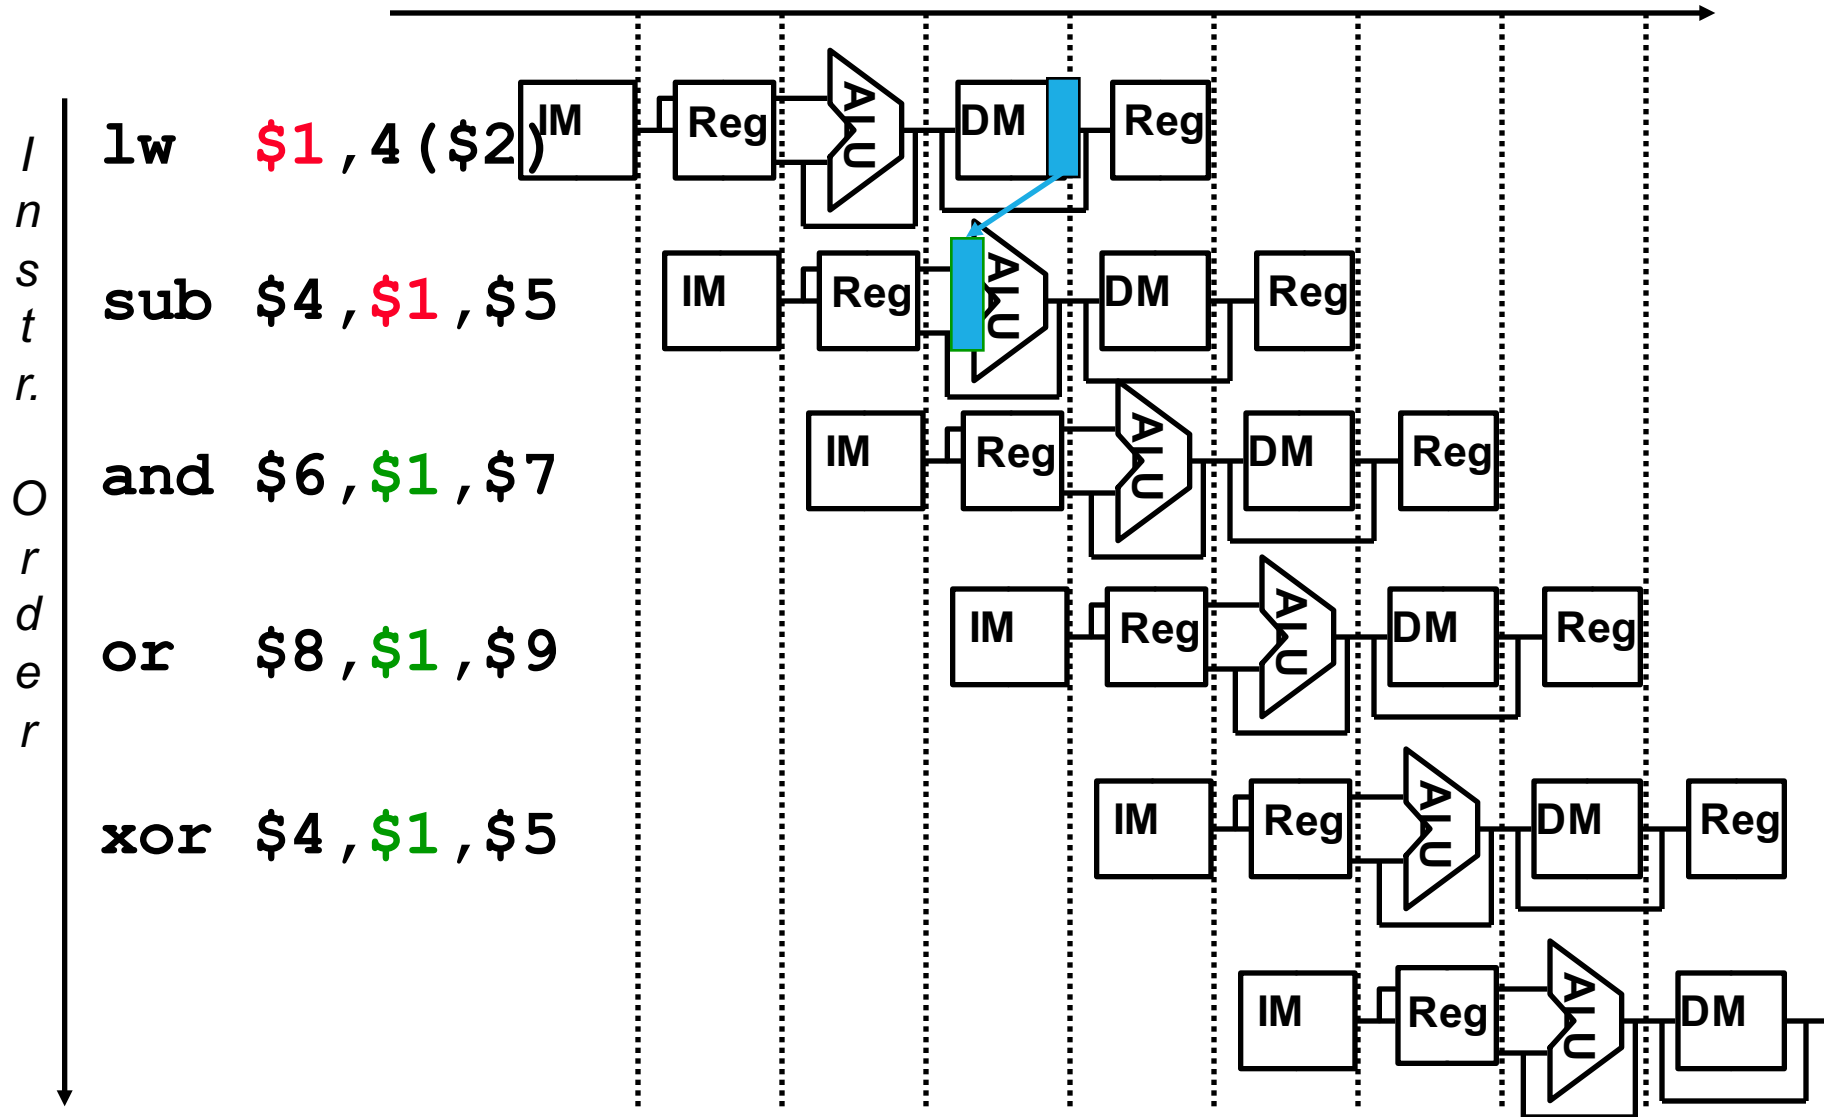 Instr. Order
lw $1,4($2)
IM Reg ALU DM Reg
sub $4,$1,$5
IM Reg ALU DM Reg
and $6,$1,$7
IM Reg ALU DM Reg
or $8,$1,$9
IM Reg ALU DM Reg
xor $4,$1,$5
IM Reg ALU DM Reg
IM Reg ALU DM